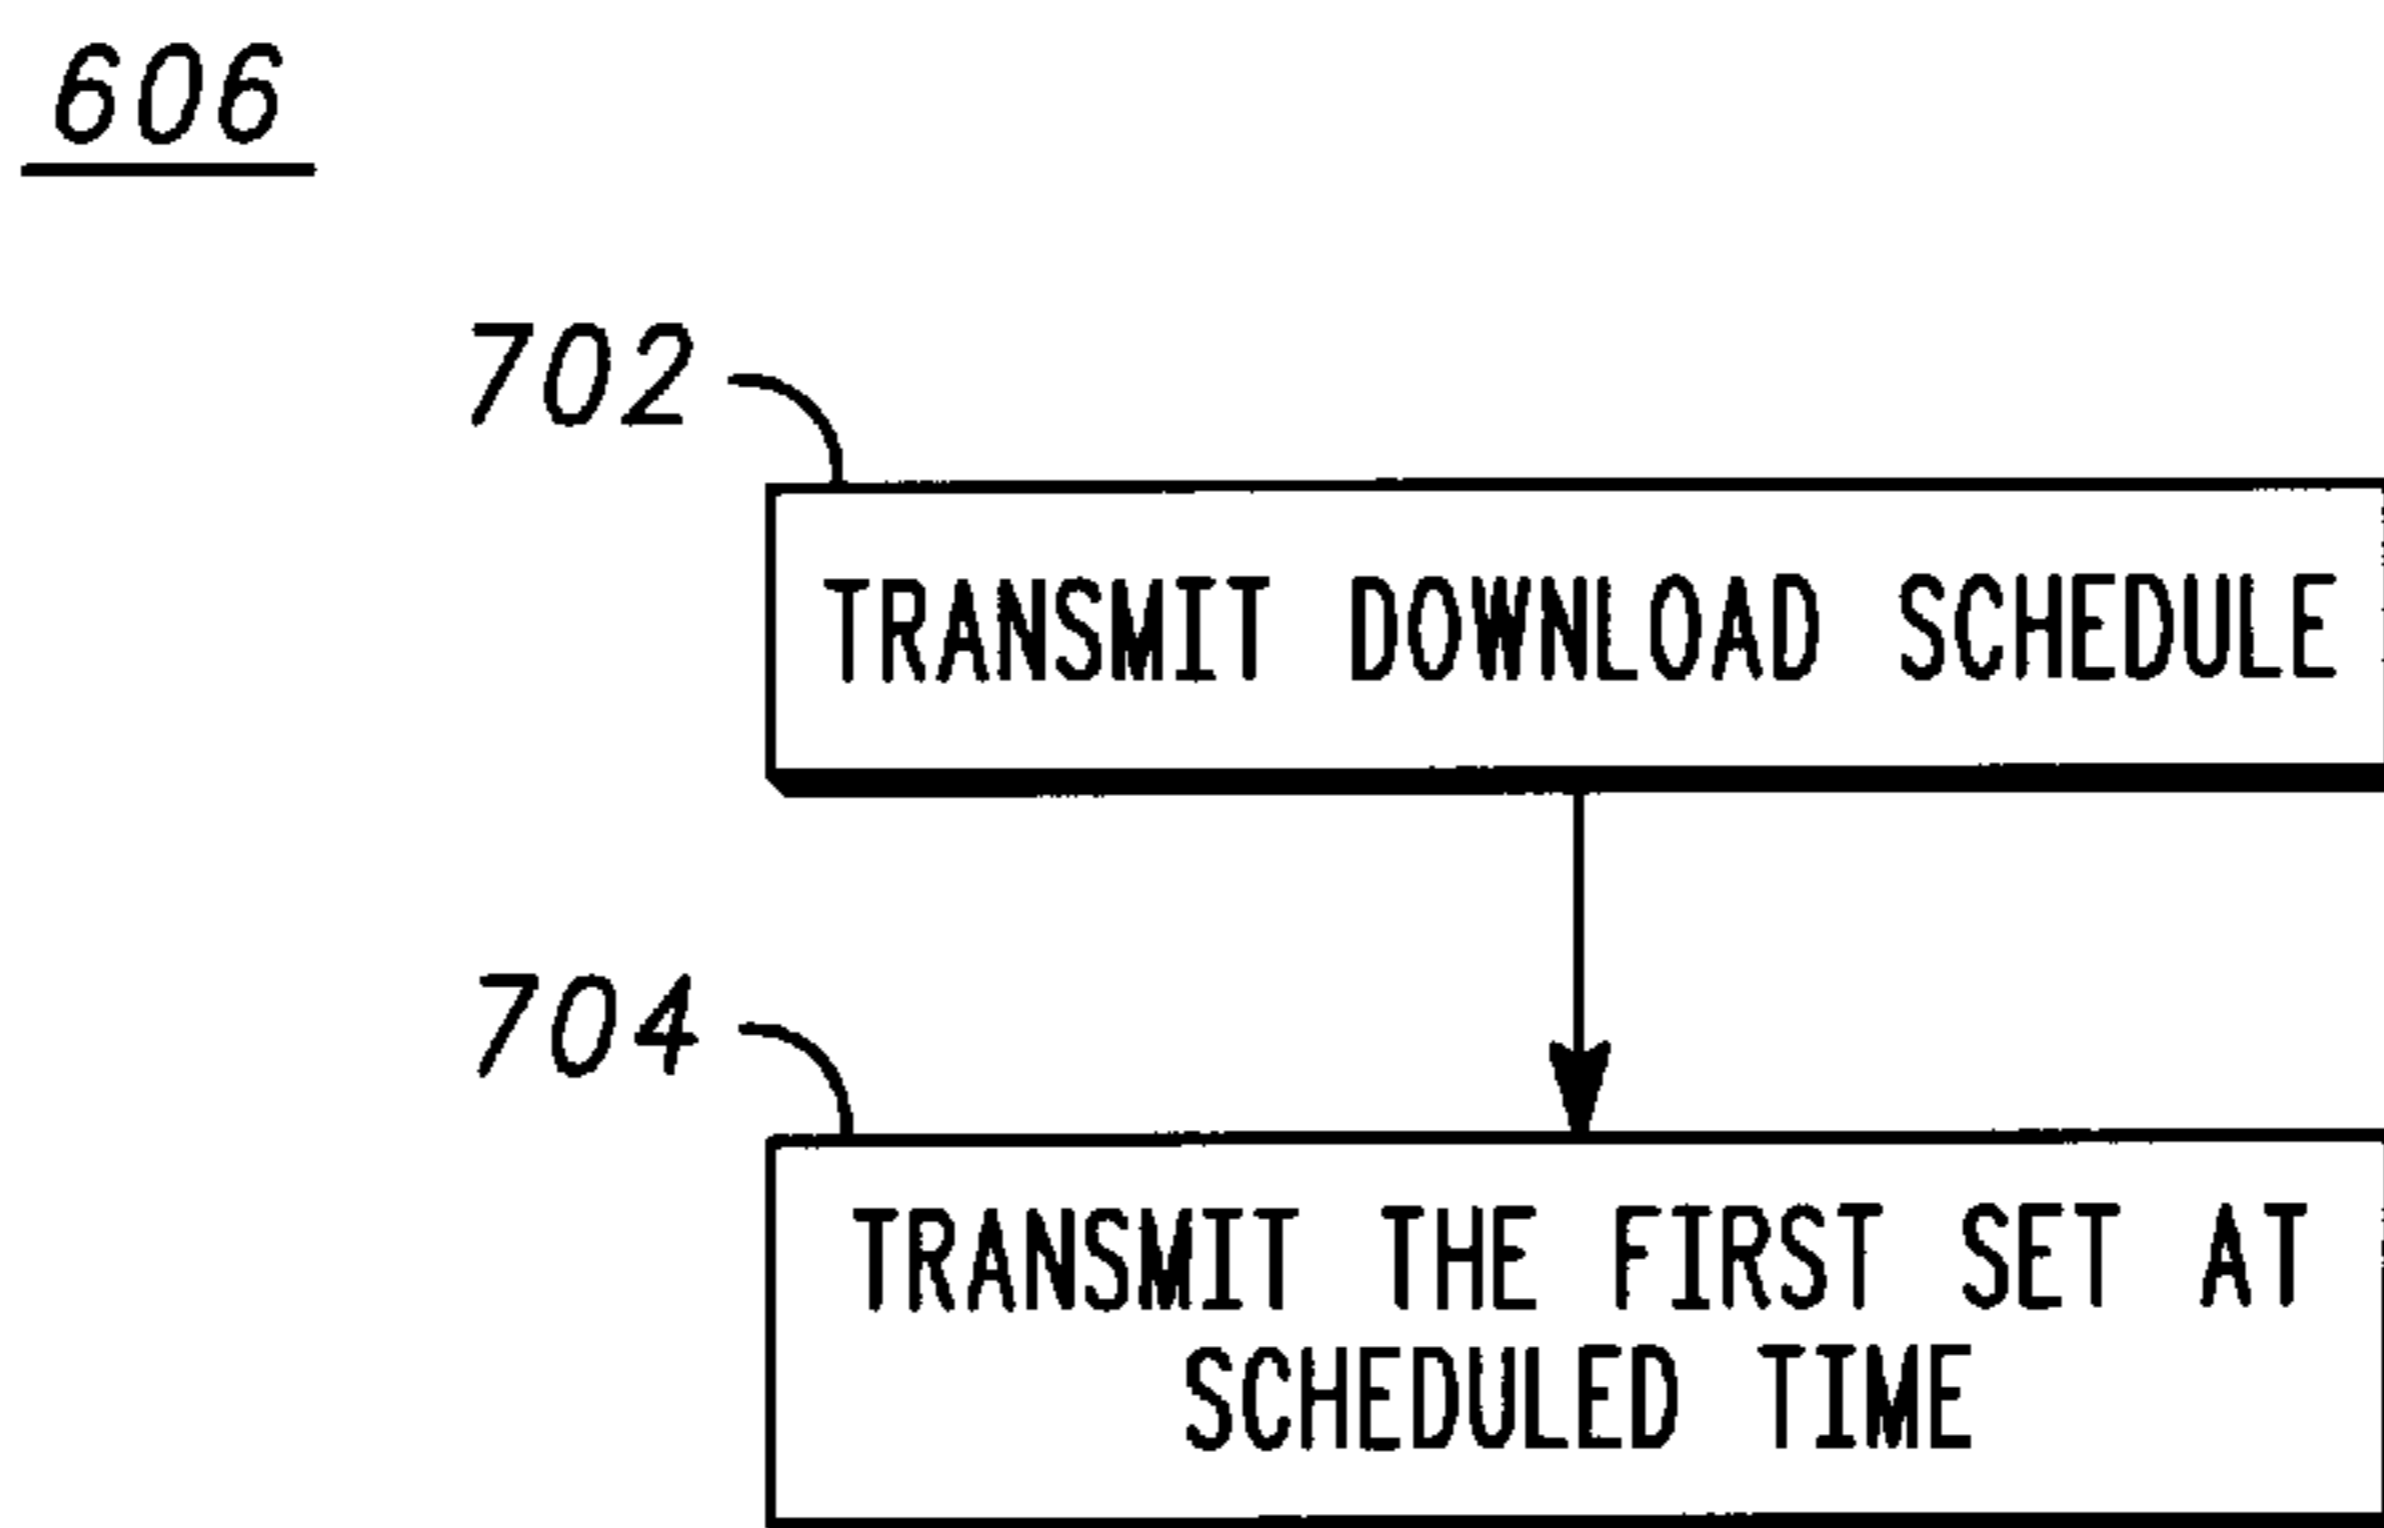 606
702
TRANSMIT DOWNLOAD SCHEDULE
704
TRANSMIT THE FIRST SET AT
SCHEDULED TIME